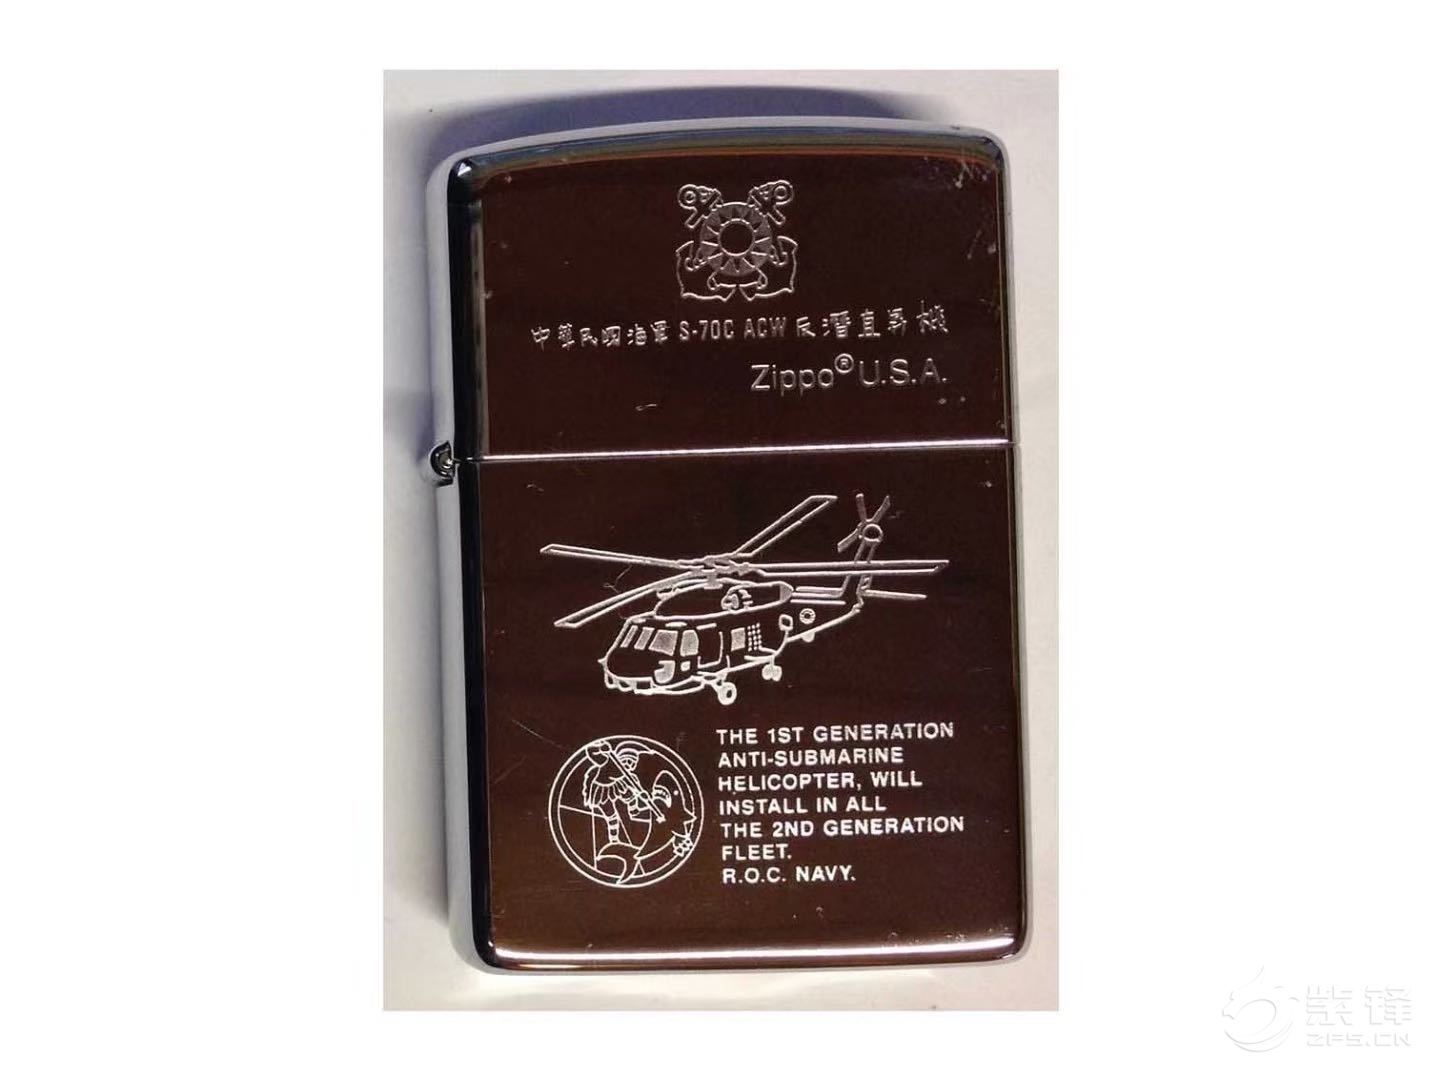 中華民國海軍 S-70C ACW 反潛直昇機
Zippo® U.S.A.
THE 1ST GENERATION
ANTI-SUBMARINE
HELICOPTER, WILL
INSTALL IN ALL
THE 2ND GENERATION
FLEET.
R.O.C. NAVY.
紫锋
ZFS.CN